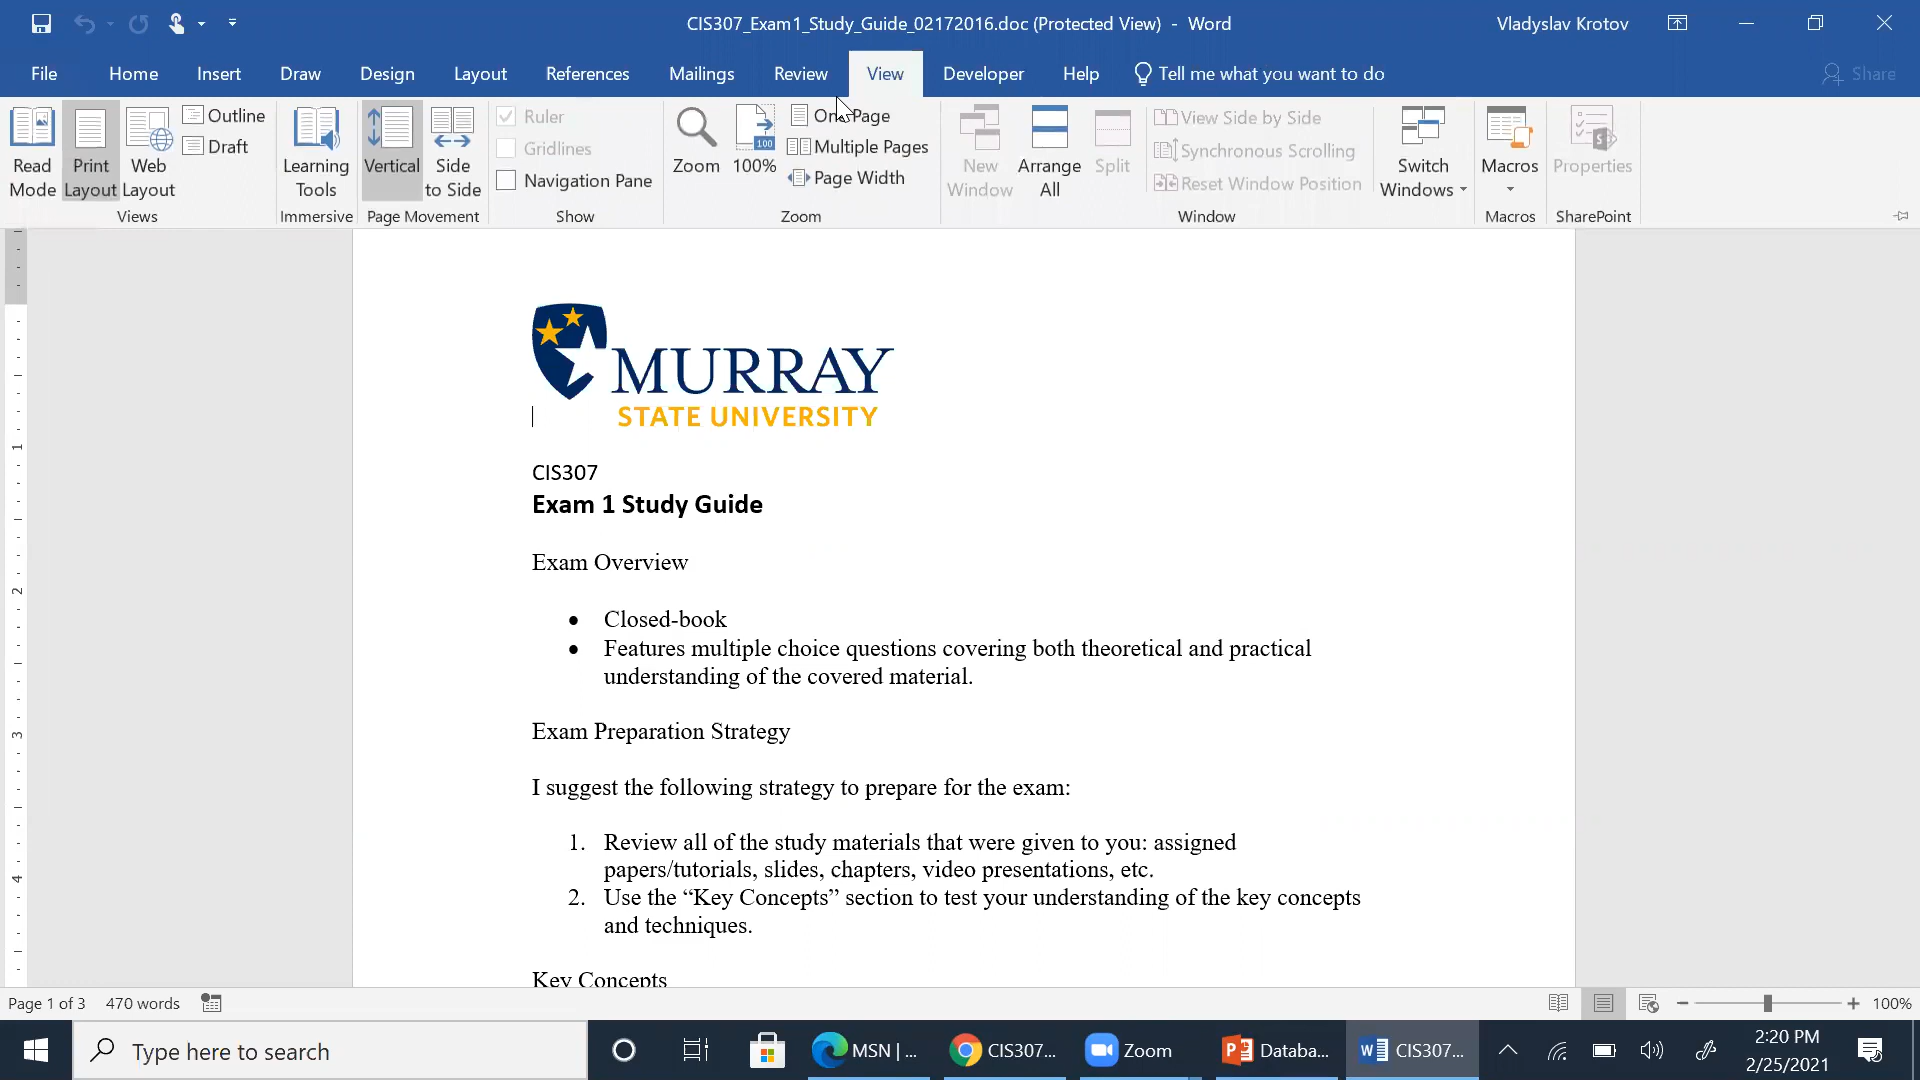 CIS307_Exam1_Study_Guide_02172016.doc (Protected View) - Word
Vladyslav Krotov
File Home Insert Draw Design Layout References Mailings Review View Developer Help Tell me what you want to do Share
Read Mode
Print Layout
Web Layout
Outline
Draft
Views
Learning Tools
Immersive
Vertical
Side to Side
Page Movement
Ruler
Gridlines
Navigation Pane
Show
Zoom
100
100%
One Page
Multiple Pages
Page Width
Zoom
New Window
Arrange All
Split
View Side by Side
Synchronous Scrolling
Reset Window Position
Switch Windows
Window
Macros
Macros
Properties
SharePoint
1
2
3
4
MURRAY
STATE UNIVERSITY
CIS307
Exam 1 Study Guide
Exam Overview
• Closed-book
• Features multiple choice questions covering both theoretical and practical
understanding of the covered material.
Exam Preparation Strategy
I suggest the following strategy to prepare for the exam:
1. Review all of the study materials that were given to you: assigned
papers/tutorials, slides, chapters, video presentations, etc.
2. Use the “Key Concepts” section to test your understanding of the key concepts
and techniques.
Key Concepts
Page 1 of 3 470 words
100%
Type here to search
MSN | ...
CIS307...
Zoom
Databa...
CIS307...
2:20 PM
2/25/2021